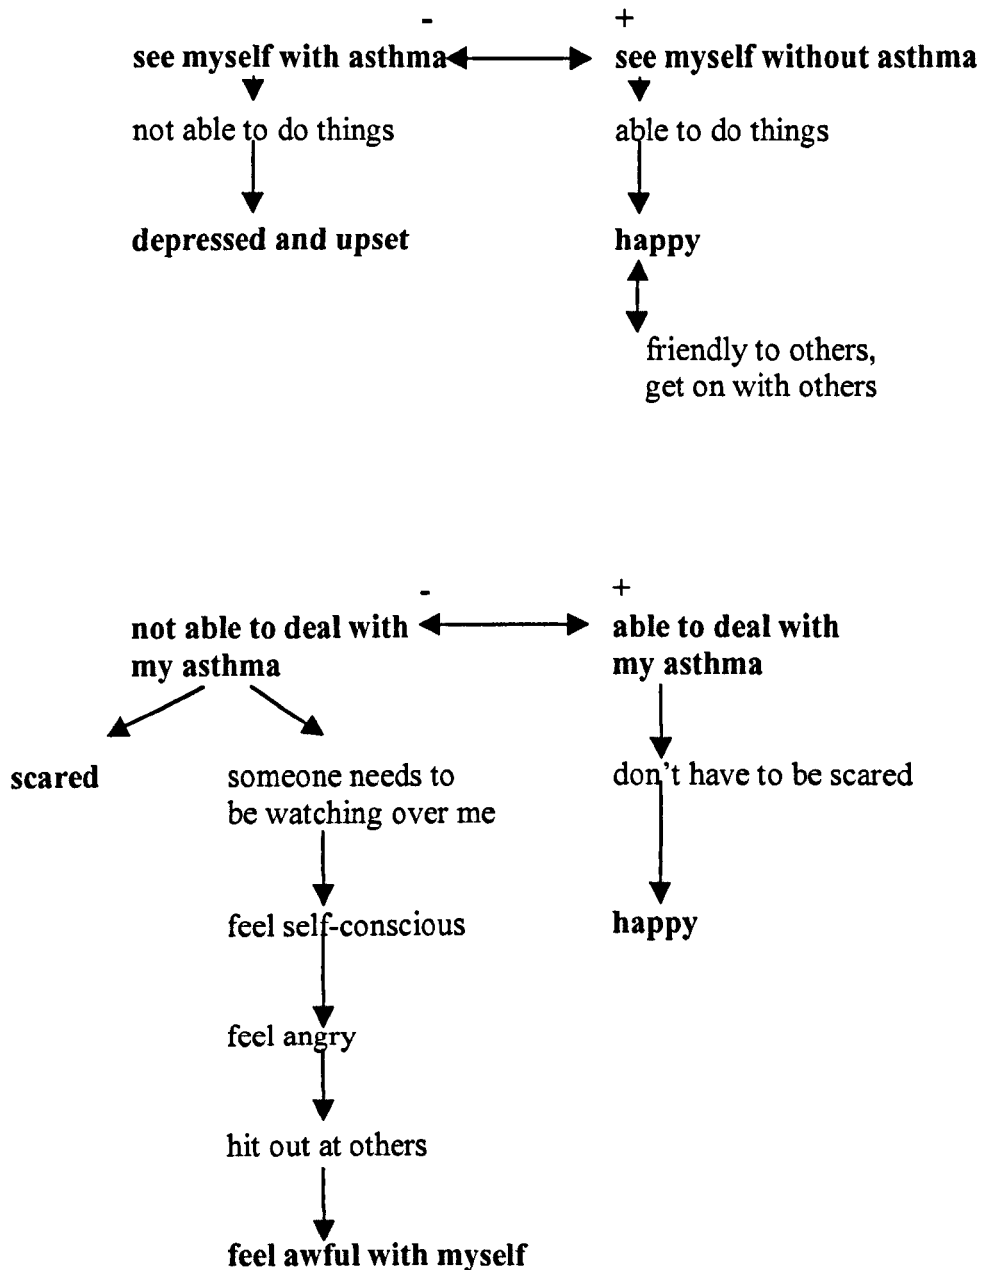 - +
see myself with asthma see myself without asthma
not able to do things able to do things
depressed and upset happy
friendly to others,
get on with others
- +
not able to deal with able to deal with
my asthma my asthma
scared someone needs to don't have to be scared
be watching over me
feel self-conscious happy
feel angry
hit out at others
feel awful with myself